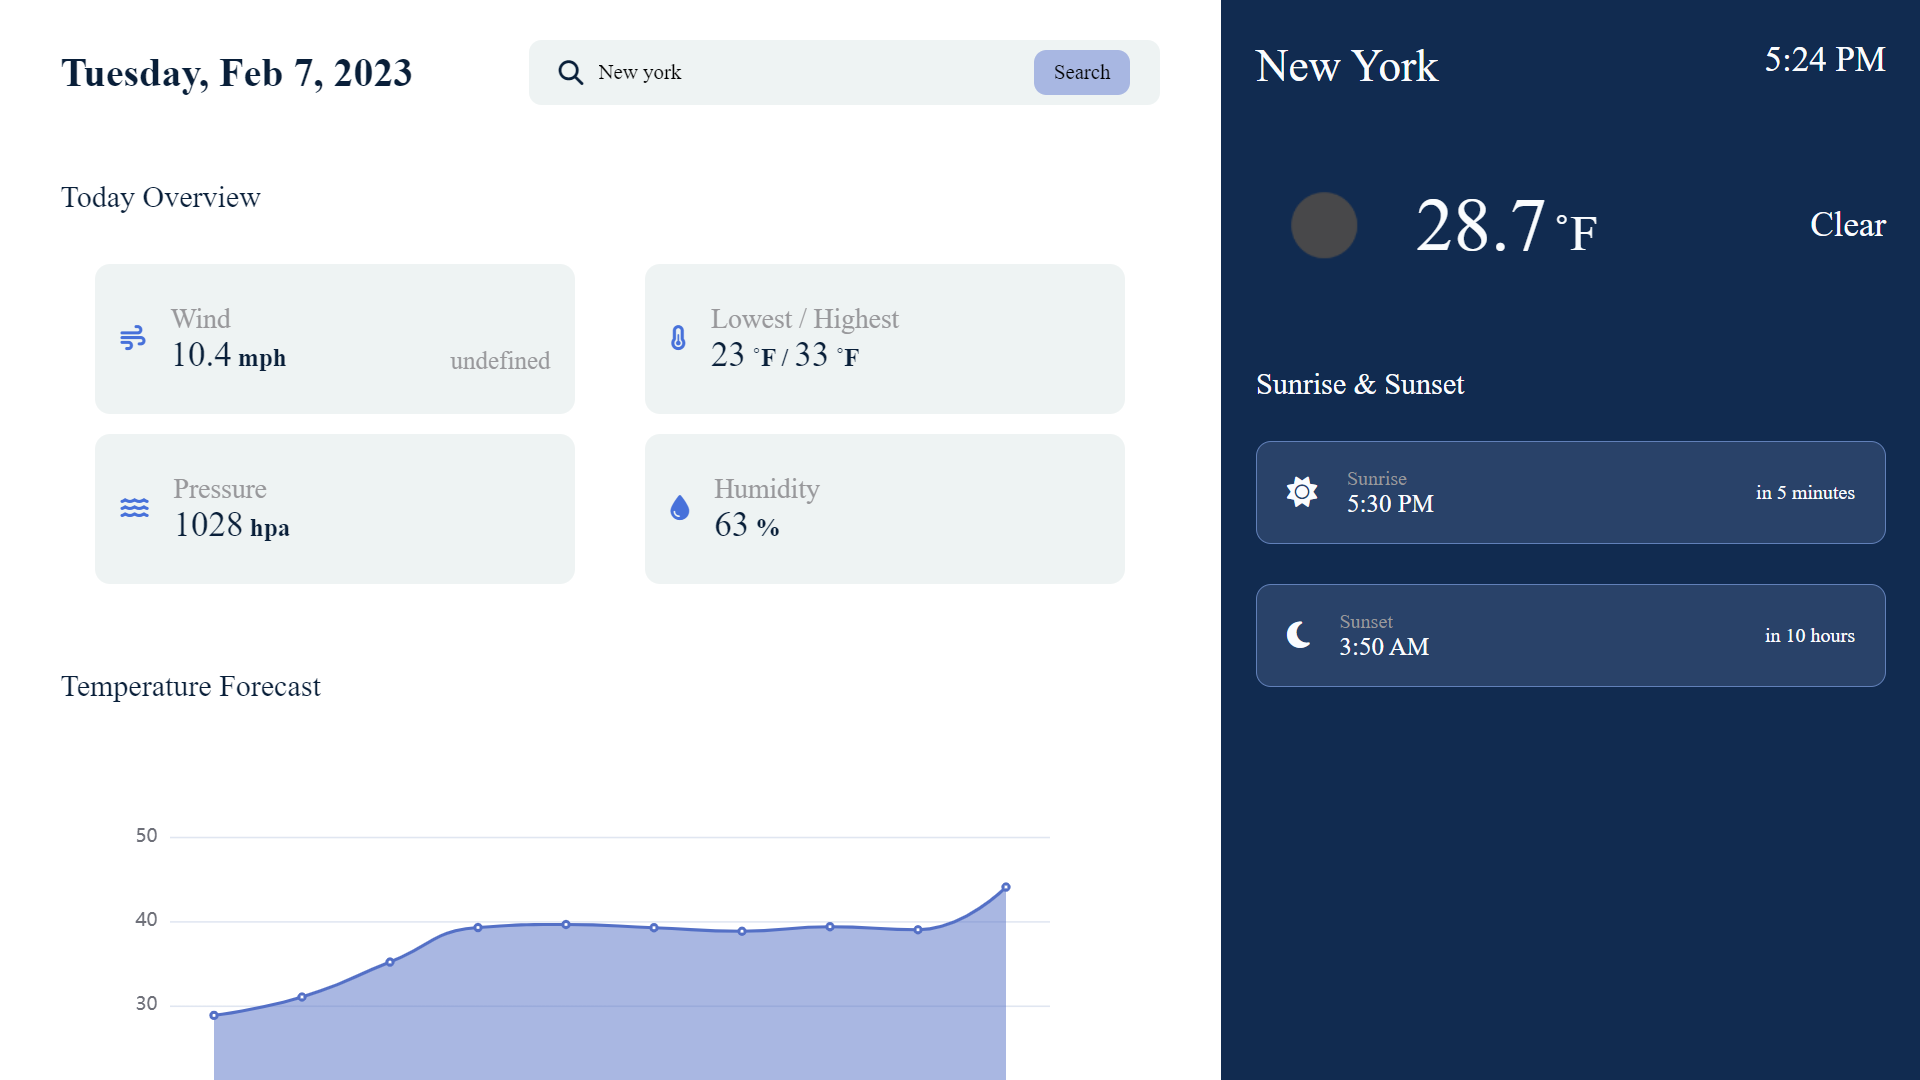 Tuesday, Feb 7, 2023
New york
Search
Today Overview
Wind
10.4 mph
undefined
Lowest / Highest
23 °F / 33 °F
Pressure
1028 hpa
Humidity
63 %
Temperature Forecast
50
40
30
New York
5:24 PM
28.7 °F
Clear
Sunrise & Sunset
Sunrise
5:30 PM
in 5 minutes
Sunset
3:50 AM
in 10 hours